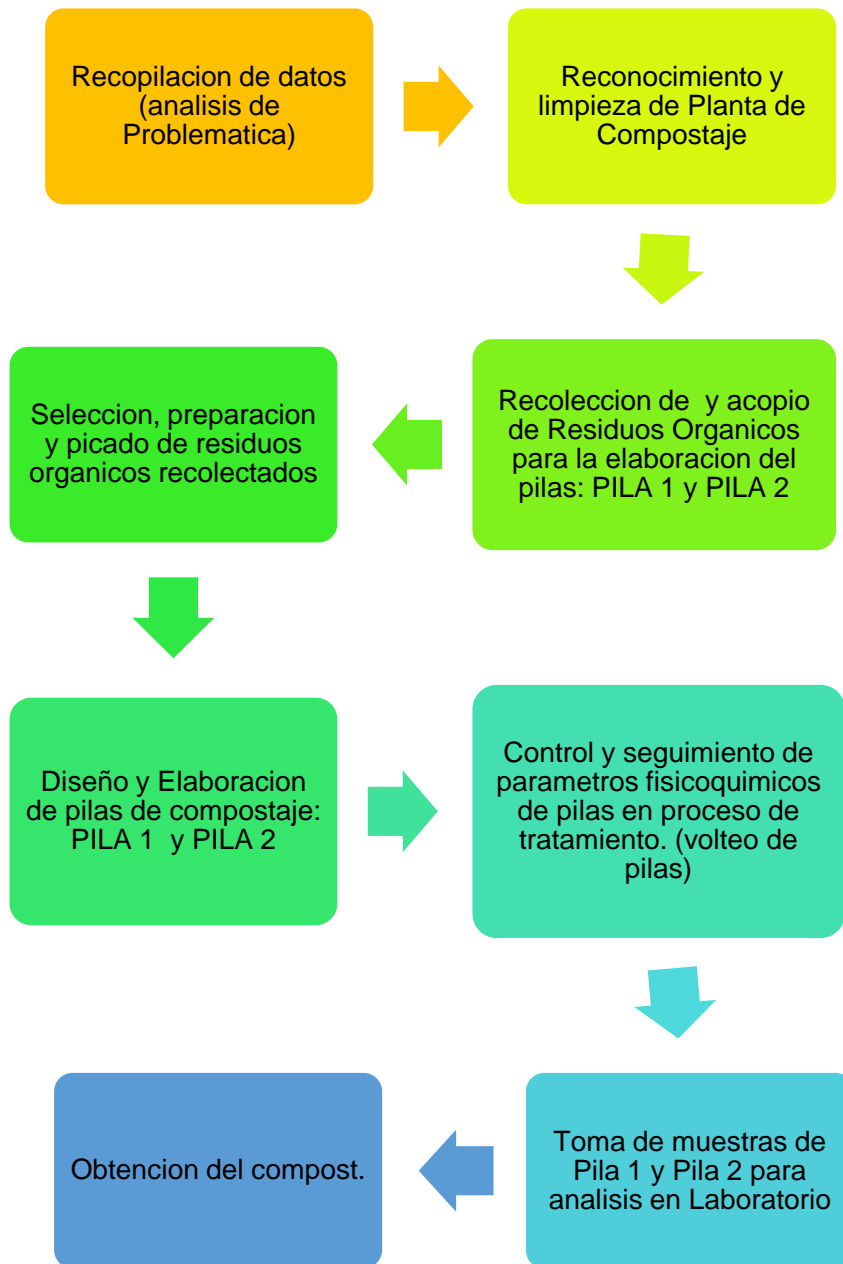 Recopilacion de datos
(analisis de
Problematica)
Reconocimiento y
limpieza de Planta de
Compostaje
Recoleccion de  y acopio
de Residuos Organicos
para la elaboracion del
pilas: PILA 1 y PILA 2
Seleccion, preparacion
y picado de residuos
organicos recolectados
Diseño y Elaboracion
de pilas de compostaje:
PILA 1  y PILA 2
Control y seguimiento de
parametros fisicoquimicos
de pilas en proceso de
tratamiento. (volteo de
pilas)
Toma de muestras de
Pila 1 y Pila 2 para
analisis en Laboratorio
Obtencion del compost.